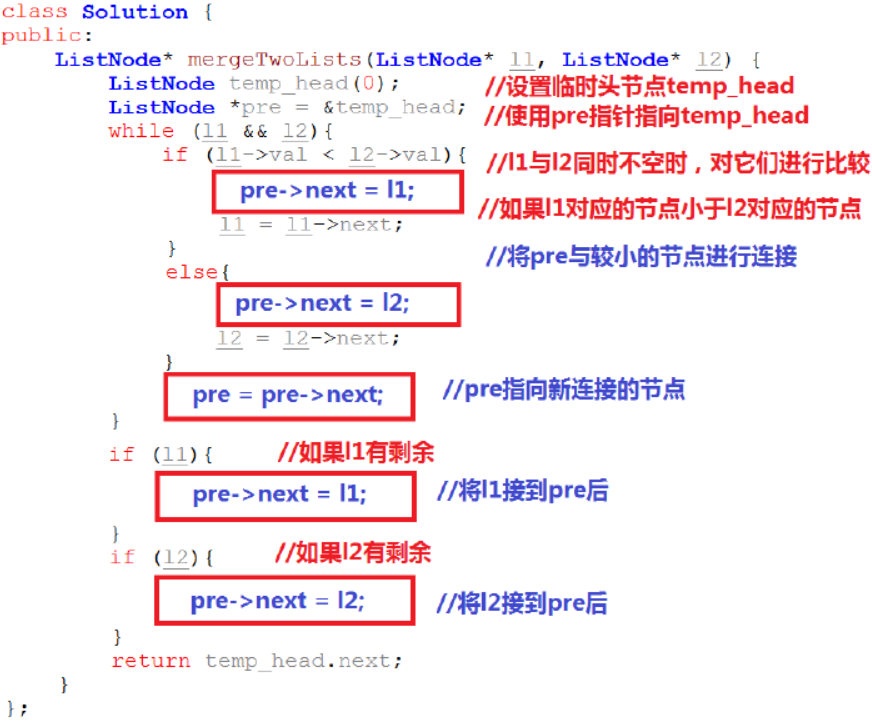 class Solution {
public:
ListNode* mergeTwoLists(ListNode* l1, ListNode* l2) {
ListNode temp_head(0); //设置临时头节点temp_head
ListNode *pre = &temp_head; //使用pre指针指向temp_head
while (l1 && l2){
if (l1->val < l2->val){ //l1与l2同时不空时，对它们进行比较
pre->next = l1; //如果l1对应的节点小于l2对应的节点
l1 = l1->next;
} //将pre与较小的节点进行连接
else{
pre->next = l2;
l2 = l2->next;
}
pre = pre->next; //pre指向新连接的节点
}
if (l1){ //如果l1有剩余
pre->next = l1; //将l1接到pre后
}
if (l2){ //如果l2有剩余
pre->next = l2; //将l2接到pre后
}
return temp_head.next;
}
};